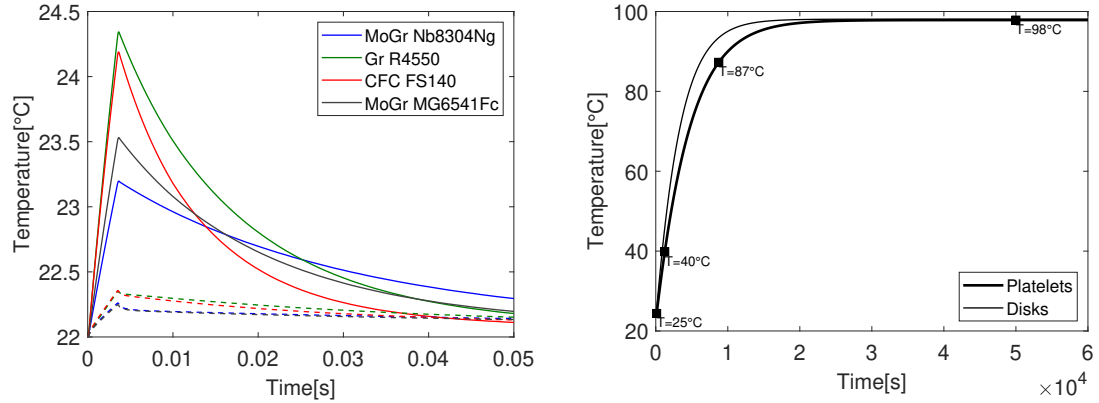 24.5
24
23.5
23
22.5
22
Temperature[°C]
0
0.01
0.02
0.03
0.04
0.05
Time[s]
MoGr Nb8304Ng
Gr R4550
CFC FS140
MoGr MG6541Fc
100
80
60
40
20
Temperature[°C]
0
1
2
3
4
5
6
Time[s]
×10⁴
T=25°C
T=40°C
T=87°C
T=98°C
Platelets
Disks